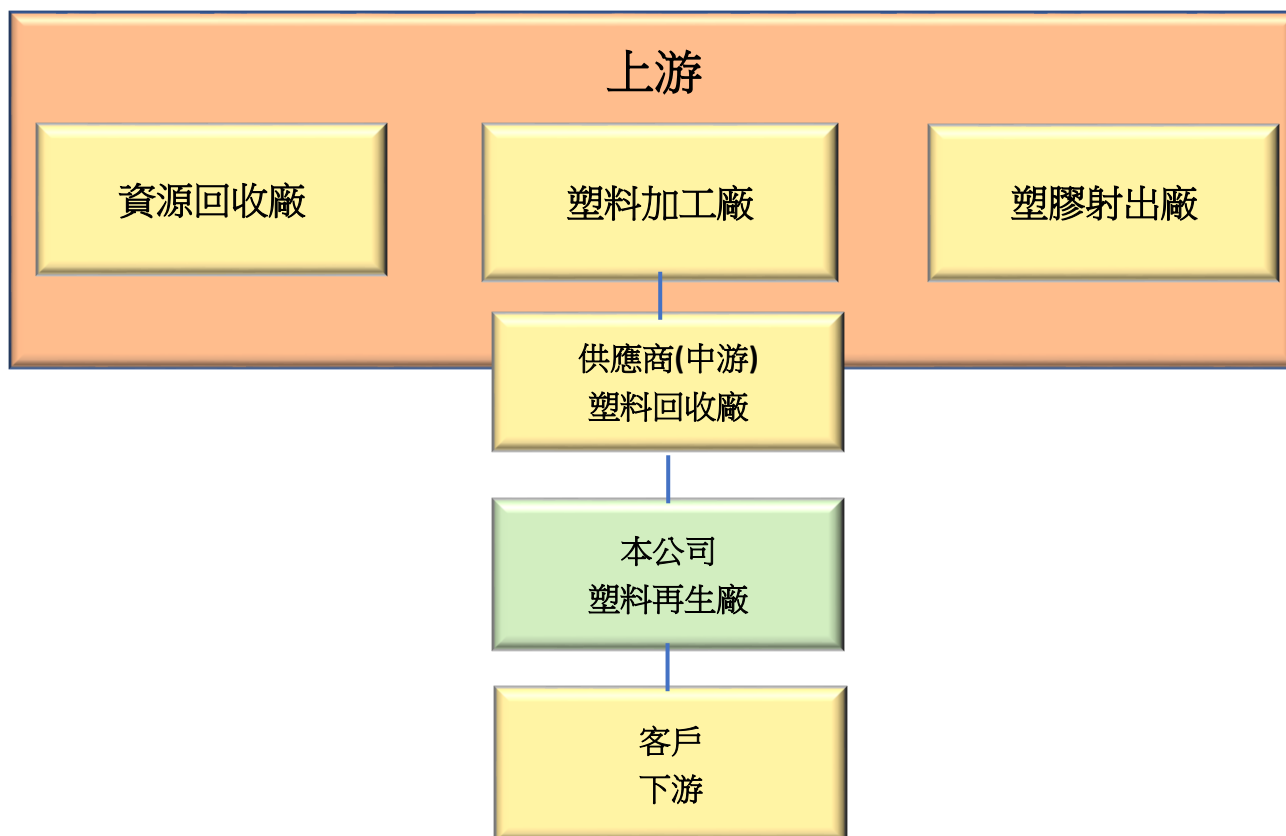 上游
資源回收廠
塑料加工廠
塑膠射出廠
供應商(中游)
塑料回收廠
本公司
塑料再生廠
客戶
下游